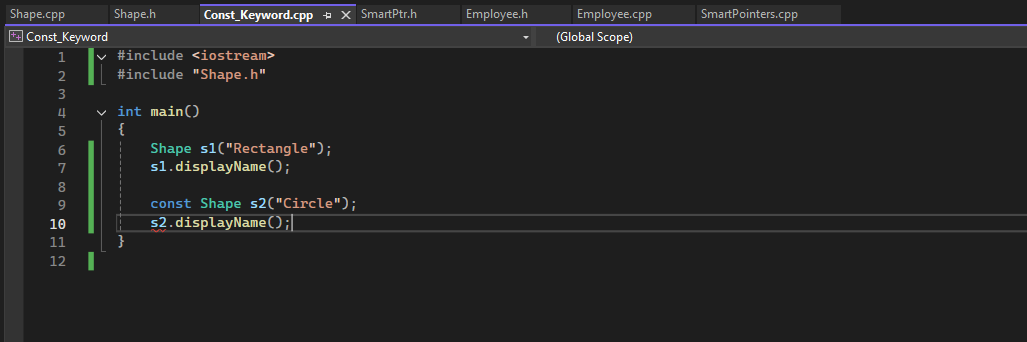 Shape.cpp Shape.h Const_Keyword.cpp SmartPtr.h Employee.h Employee.cpp SmartPointers.cpp
Const_Keyword (Global Scope)
1 #include <iostream>
2 #include "Shape.h"
3
4 int main()
5 {
6 Shape s1("Rectangle");
7 s1.displayName();
8
9 const Shape s2("Circle");
10 s2.displayName();
11 }
12